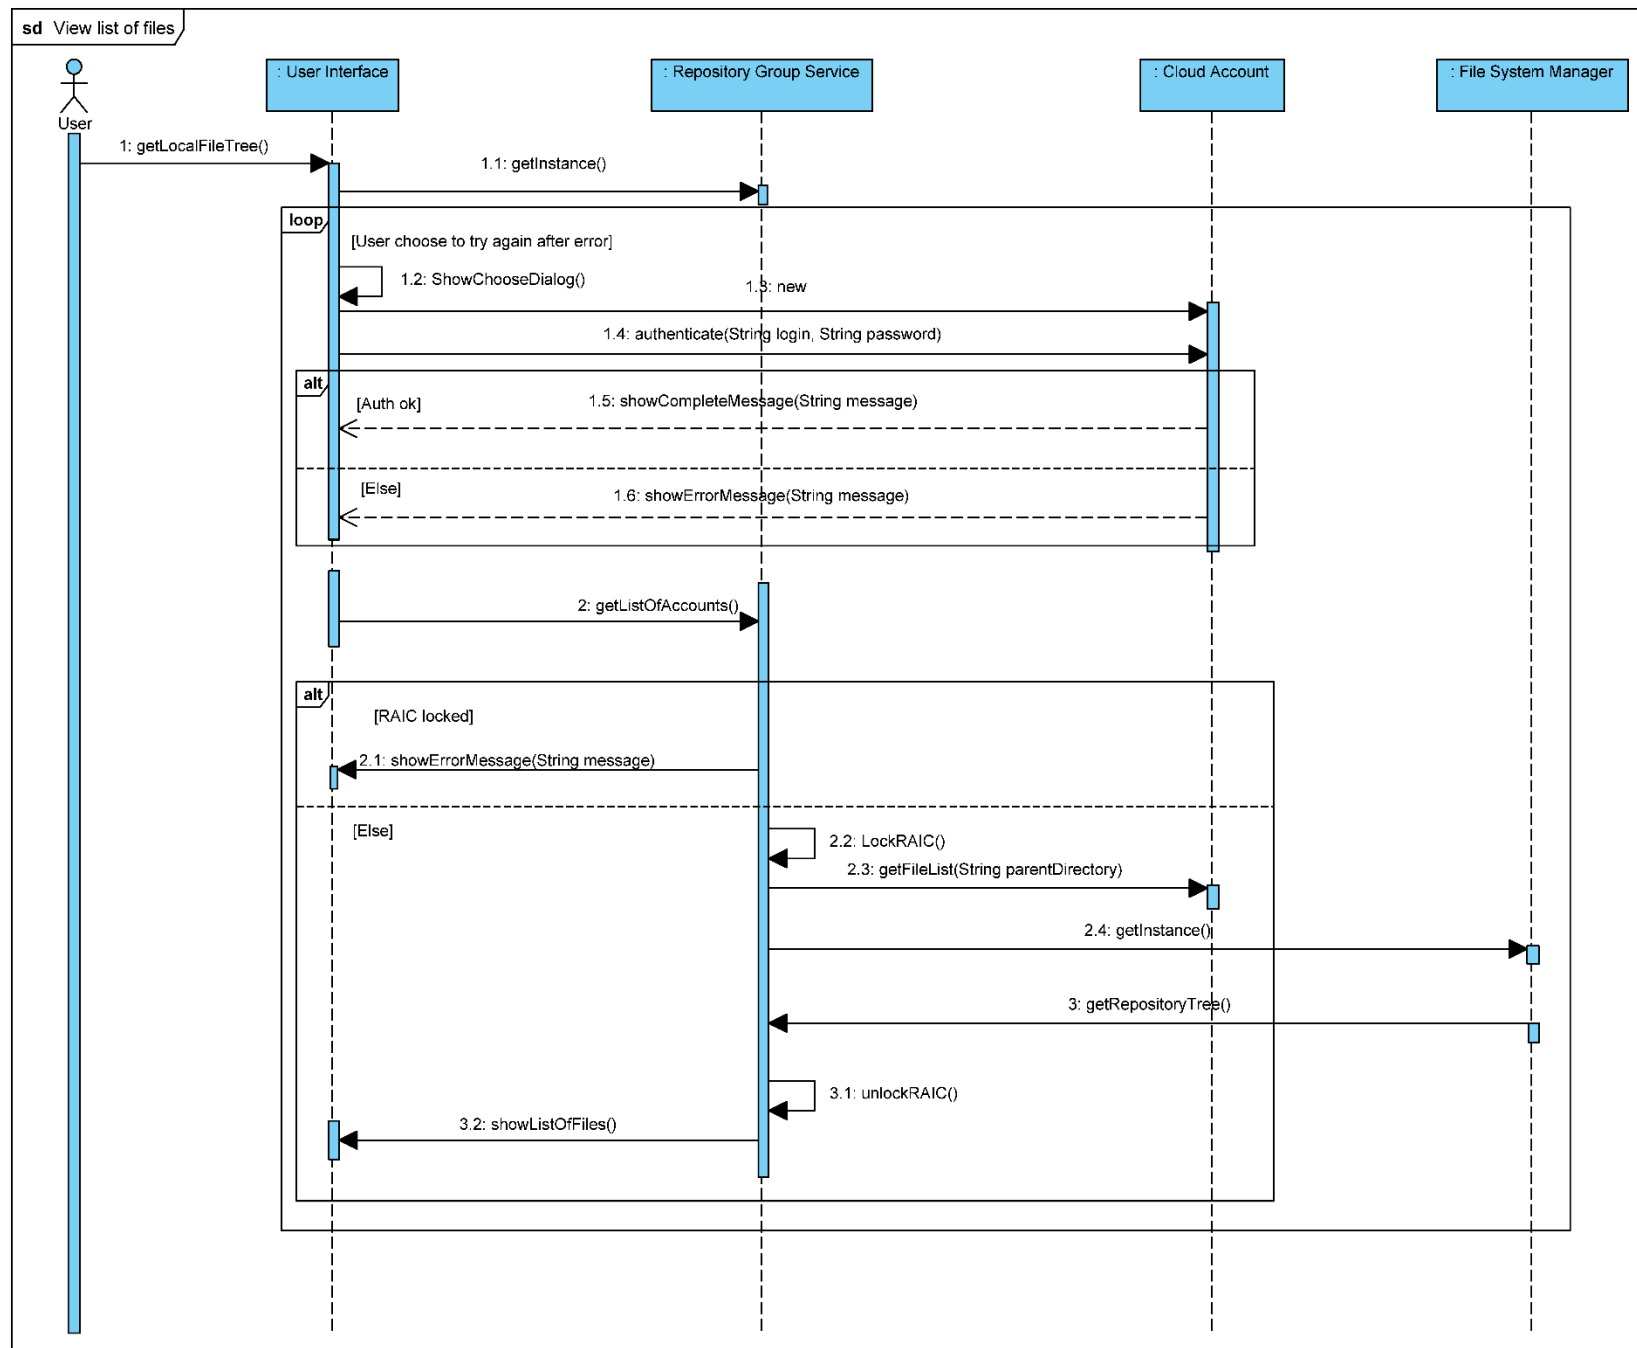 sd View list of files
User
: User Interface
: Repository Group Service
: Cloud Account
: File System Manager
1: getLocalFileTree()
1.1: getInstance()
loop
[User choose to try again after error]
1.2: ShowChooseDialog()
1.3: new
1.4: authenticate(String login, String password)
alt
[Auth ok]
1.5: showCompleteMessage(String message)
[Else]
1.6: showErrorMessage(String message)
2: getListOfAccounts()
alt
[RAIC locked]
2.1: showErrorMessage(String message)
[Else]
2.2: LockRAIC()
2.3: getFileList(String parentDirectory)
2.4: getInstance()
3: getRepositoryTree()
3.1: unlockRAIC()
3.2: showListOfFiles()